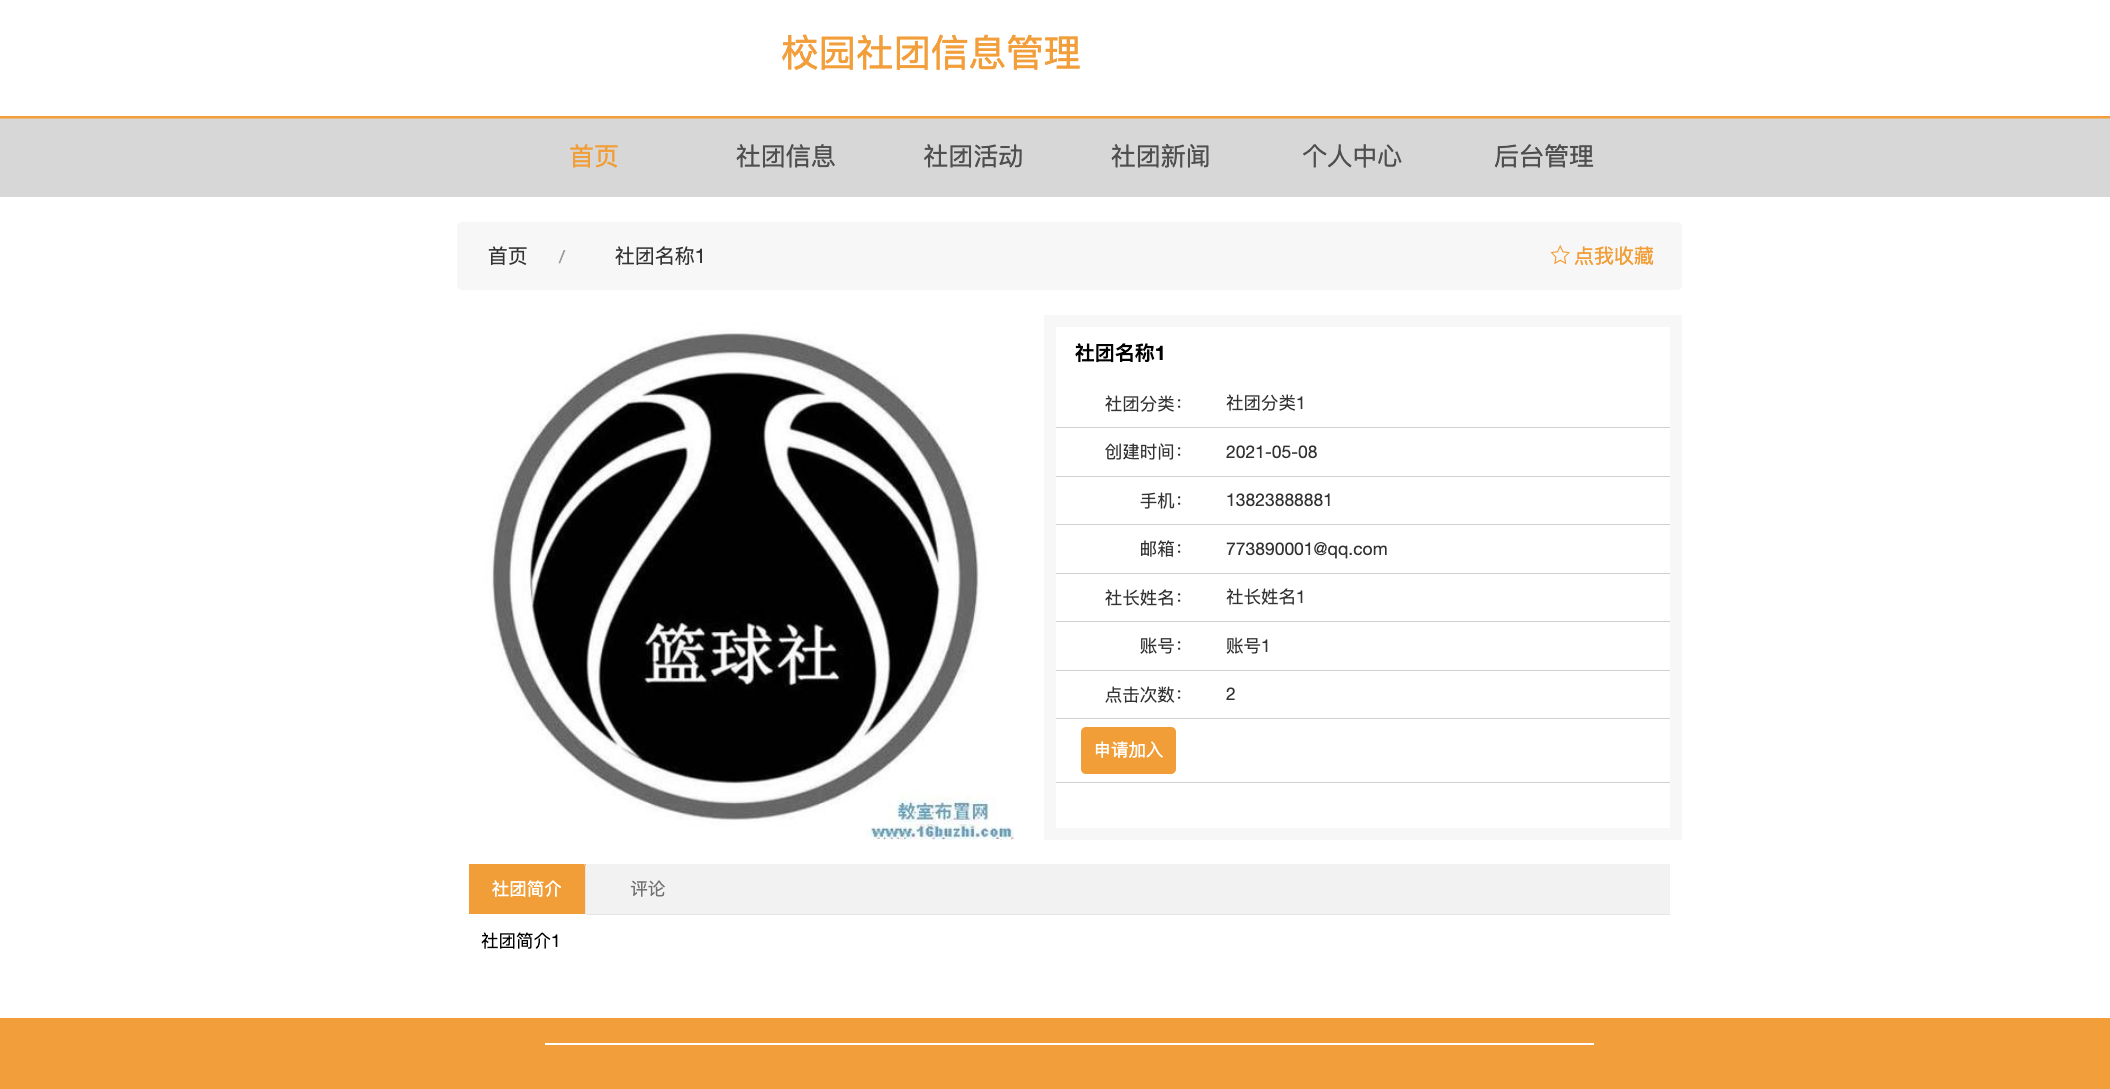 校园社团信息管理
首页 社团信息 社团活动 社团新闻 个人中心 后台管理
首页 / 社团名称1 ☆ 点我收藏
篮球社
教室布置网
www.16buzhi.com
社团名称1
社团分类： 社团分类1
创建时间： 2021-05-08
手机： 13823888881
邮箱： 773890001@qq.com
社长姓名： 社长姓名1
账号： 账号1
点击次数： 2
申请加入
社团简介 评论
社团简介1